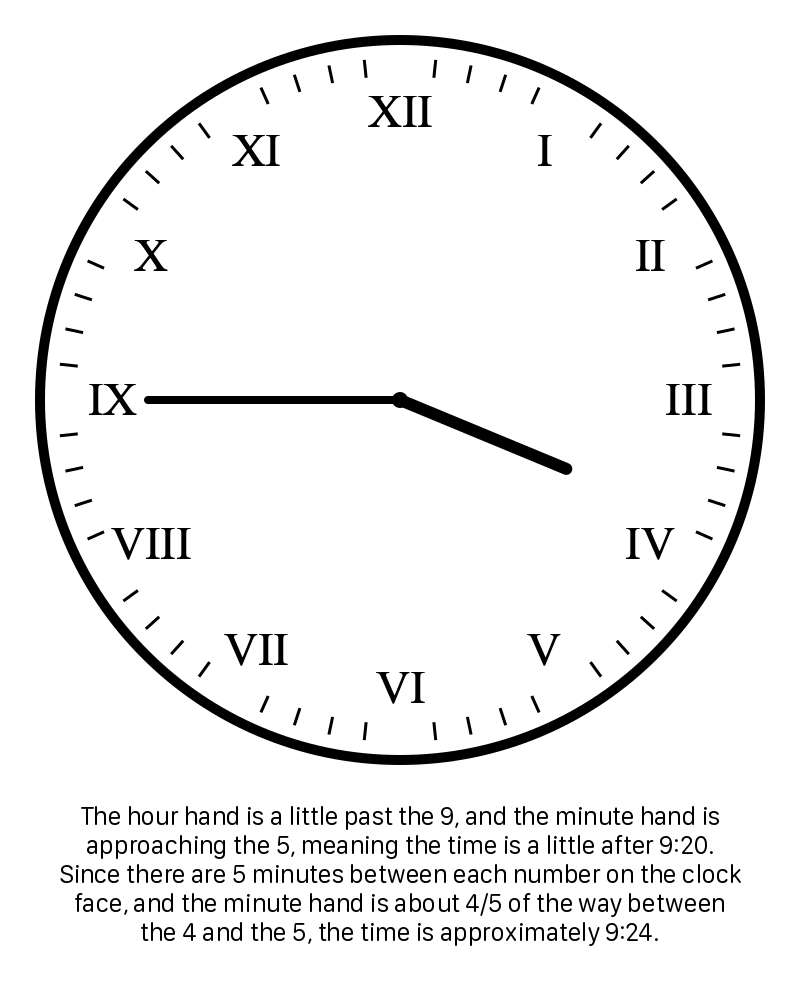 XII
XI
I
X
II
IX
III
VIII
IV
VII
V
VI
The hour hand is a little past the 9, and the minute hand is
approaching the 5, meaning the time is a little after 9:20.
Since there are 5 minutes between each number on the clock
face, and the minute hand is about 4/5 of the way between
the 4 and the 5, the time is approximately 9:24.